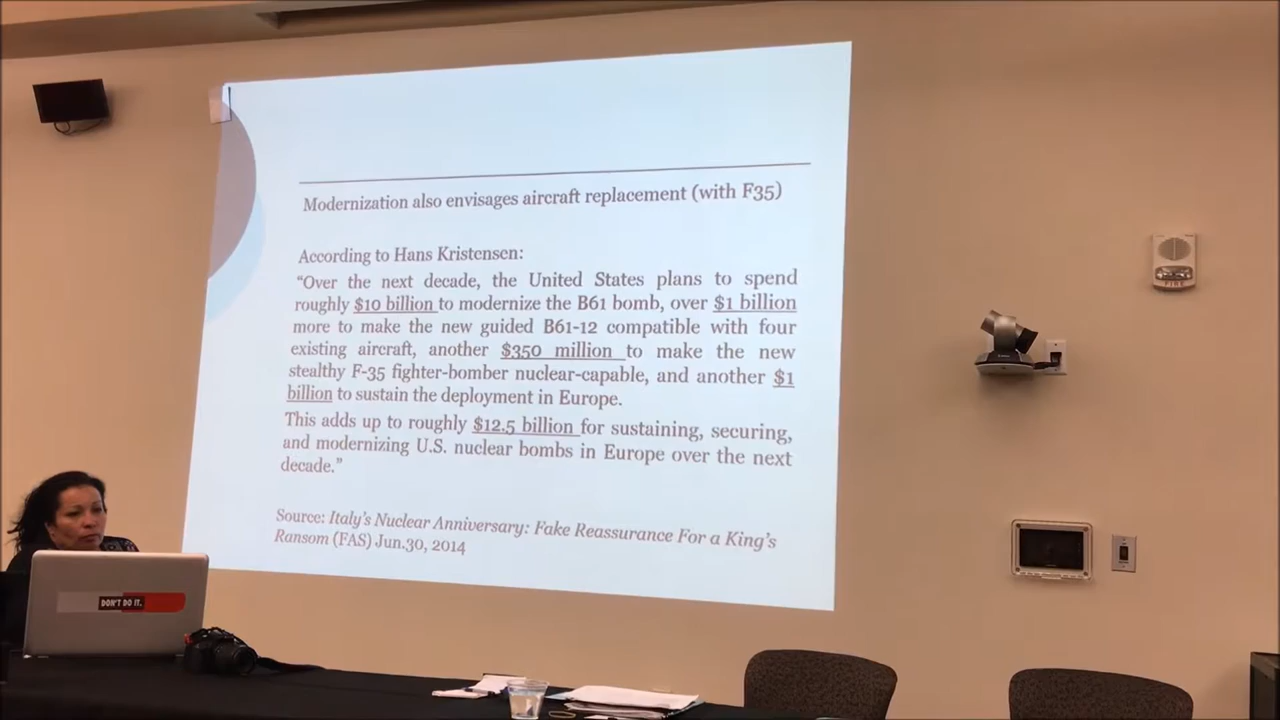 Modernization also envisages aircraft replacement (with F35)
According to Hans Kristensen:
“Over the next decade, the United States plans to spend
roughly $10 billion to modernize the B61 bomb, over $1 billion
more to make the new guided B61-12 compatible with four
existing aircraft, another $350 million to make the new
stealthy F-35 fighter-bomber nuclear-capable, and another $1
billion to sustain the deployment in Europe.
This adds up to roughly $12.5 billion for sustaining, securing,
and modernizing U.S. nuclear bombs in Europe over the next
decade.”
Source: Italy’s Nuclear Anniversary: Fake Reassurance For a King’s
Ransom (FAS) Jun.30, 2014
FIRE
DON'T DO IT.